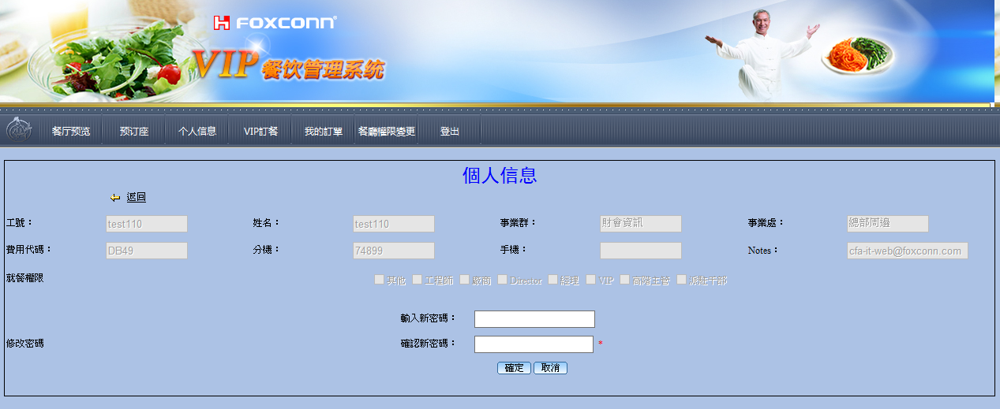 FOXCONN®
VIP餐饮管理系统
餐厅预览 预订座 个人信息 VIP訂餐 我的訂單 餐廳權限變更 登出
個人信息
返回
工號： test110 姓名： test110 事業群： 財會資訊 事業處： 總部周邊
費用代碼： DB49 分機： 74899 手機： Notes： cfa-it-web@foxconn.com
就餐權限 其他 工程師 廠商 Director 經理 VIP 高階主管 派駐干部
輸入新密碼：
修改密碼 確認新密碼： *
確定 取消